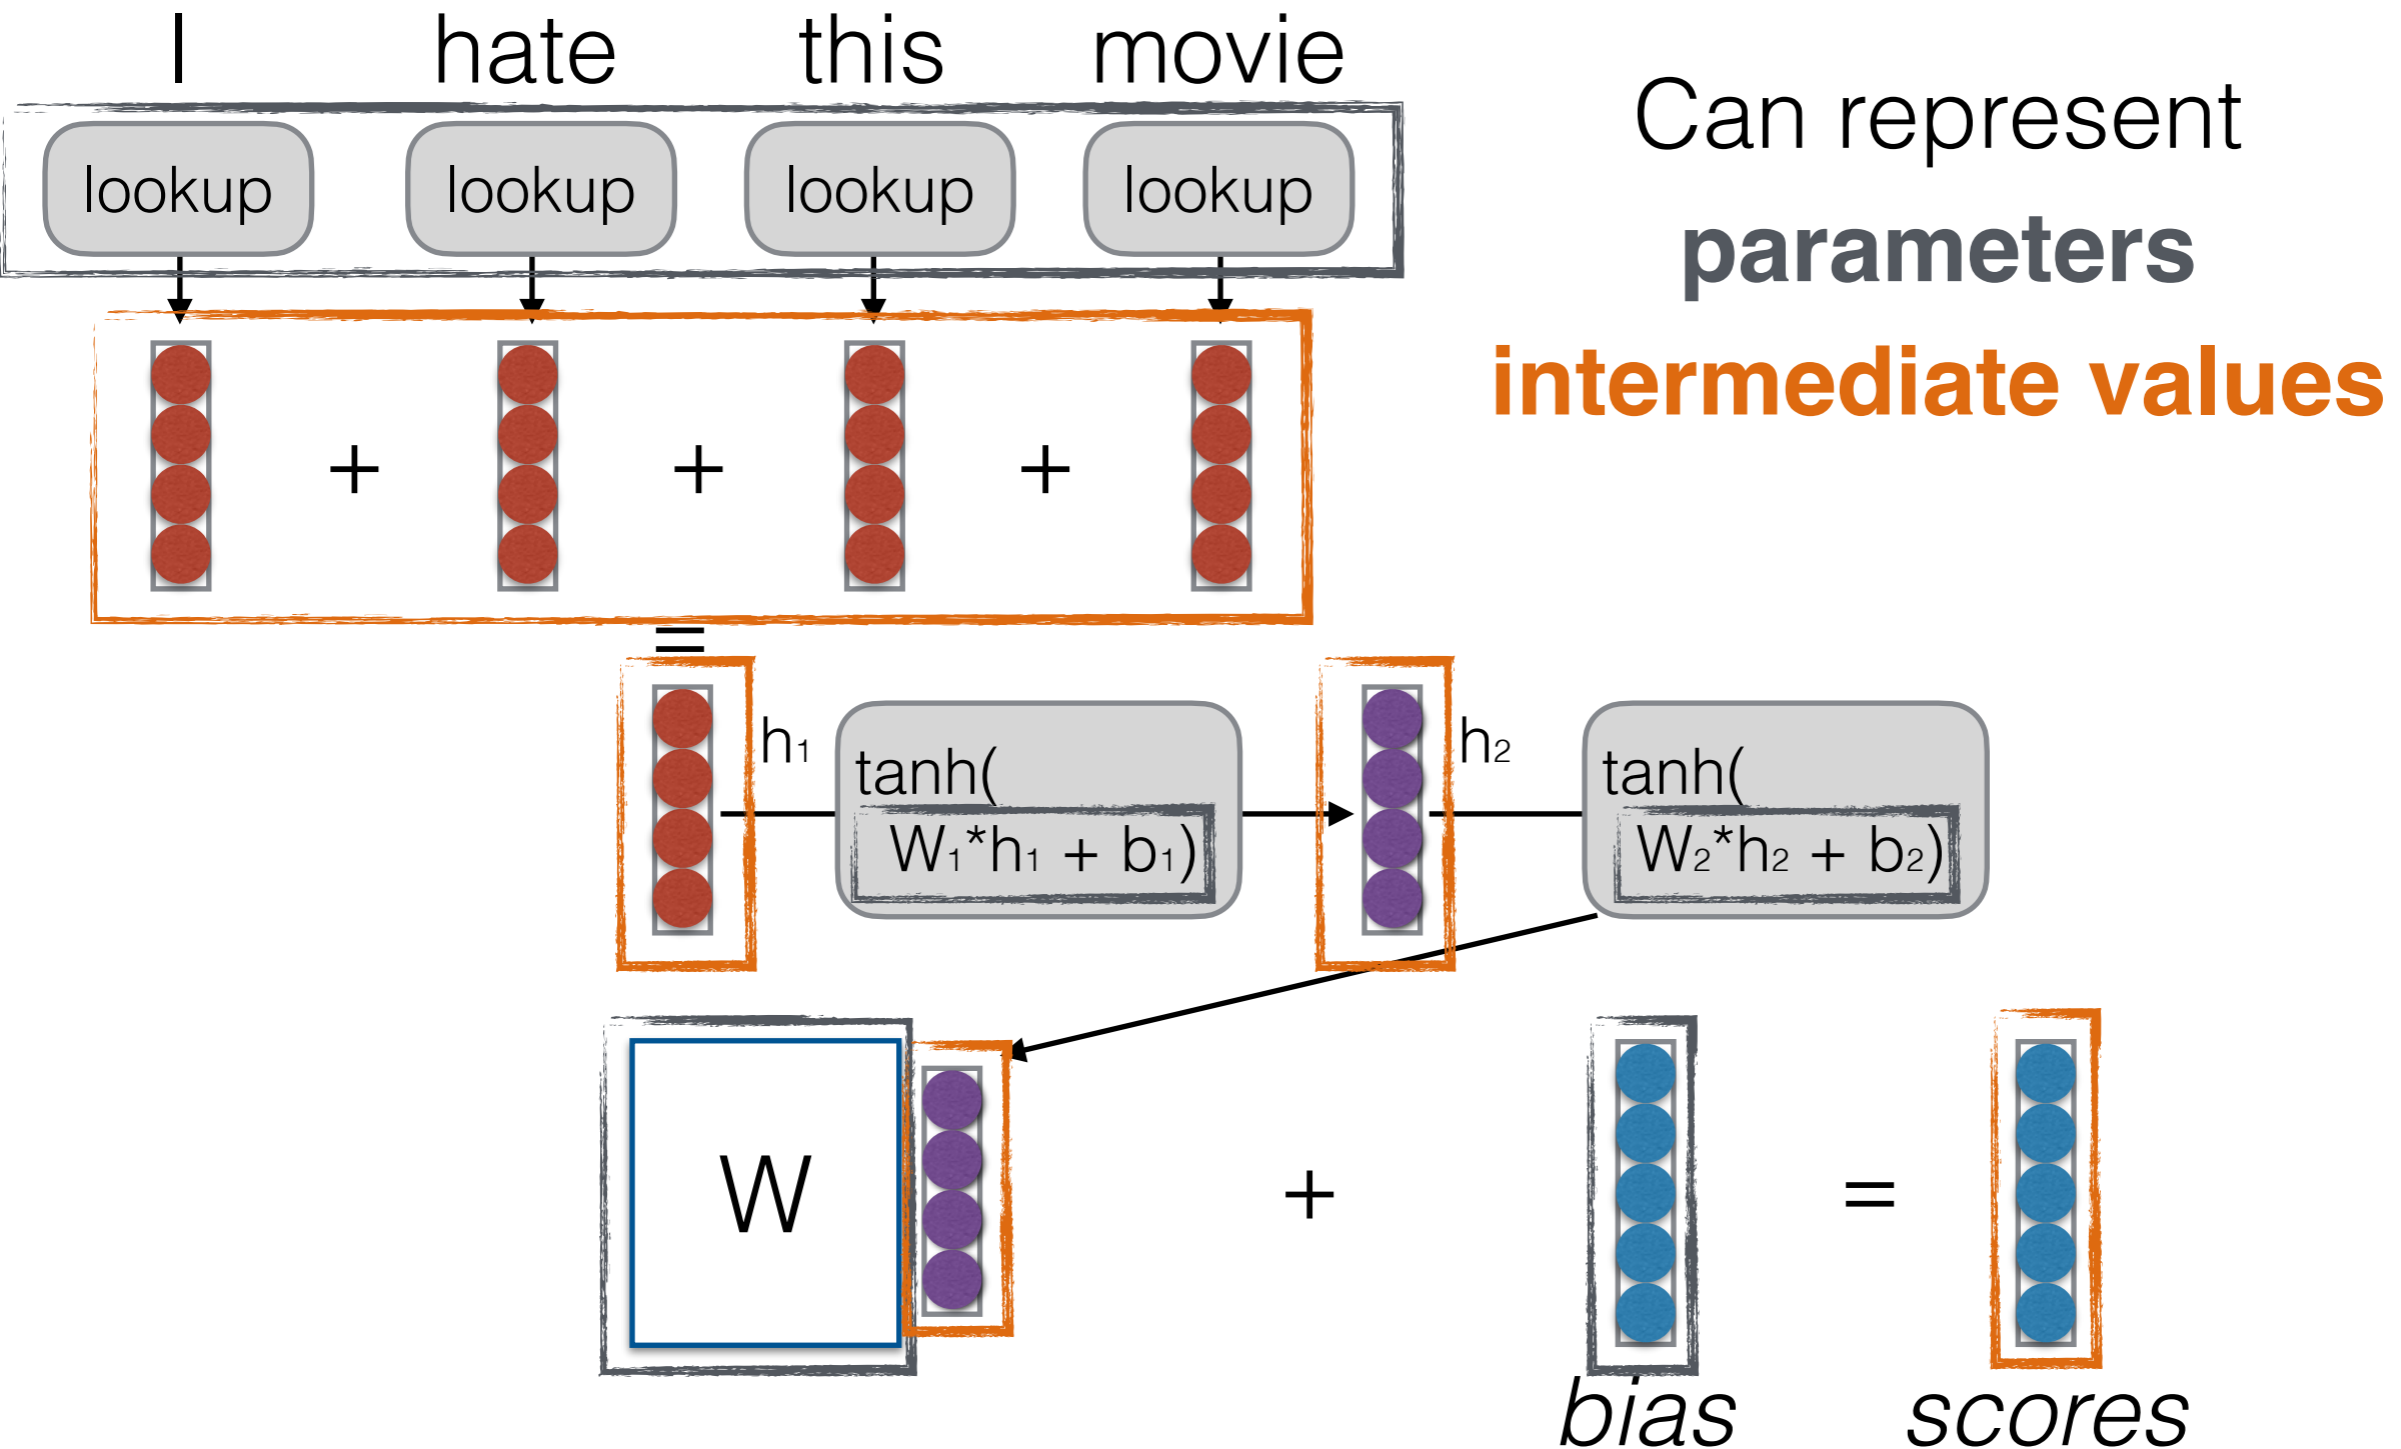 I hate this movie
lookup lookup lookup lookup
Can represent
parameters
intermediate values
+ + +
=
h₁
tanh(
W₁*h₁ + b₁)
h₂
tanh(
W₂*h₂ + b₂)
W + =
bias scores